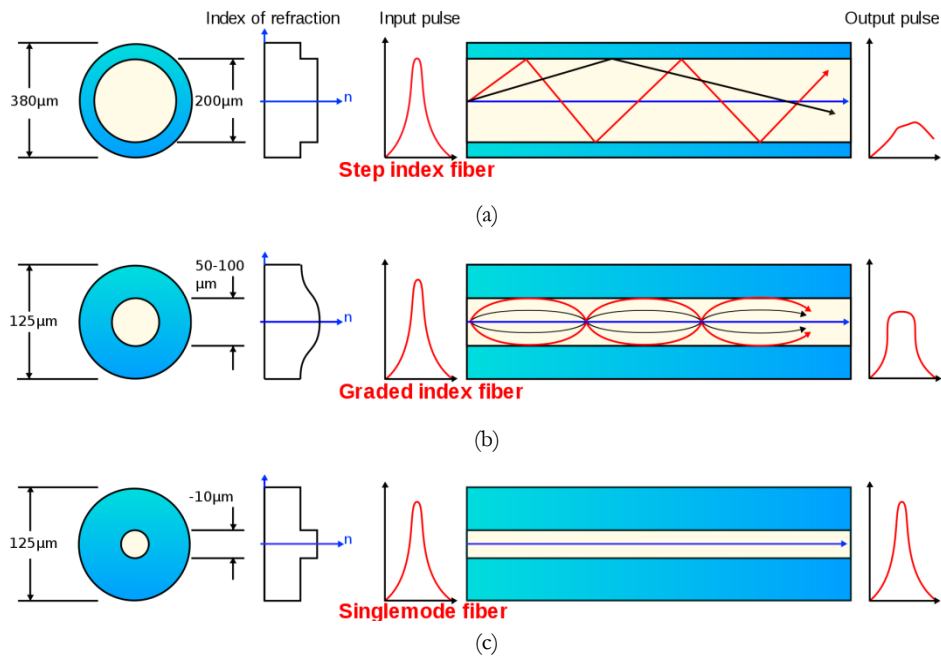 Index of refraction
Input pulse
Output pulse
380µm
200µm
n
Step index fiber
(a)
50-100
µm
125µm
n
Graded index fiber
(b)
-10µm
125µm
n
Singlemode fiber
(c)